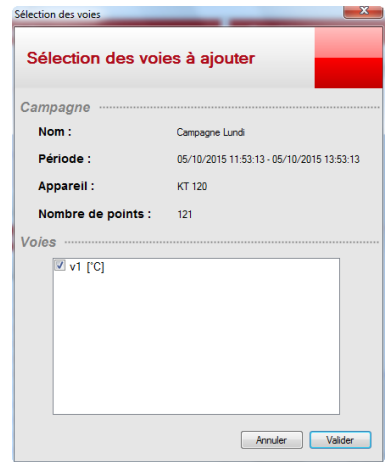 Sélection des voies
Sélection des voies à ajouter
Campagne
Nom : Campagne Lundi
Période : 05/10/2015 11:53:13 - 05/10/2015 13:53:13
Appareil : KT 120
Nombre de points : 121
Voies
v1 [°C]
Annuler Valider